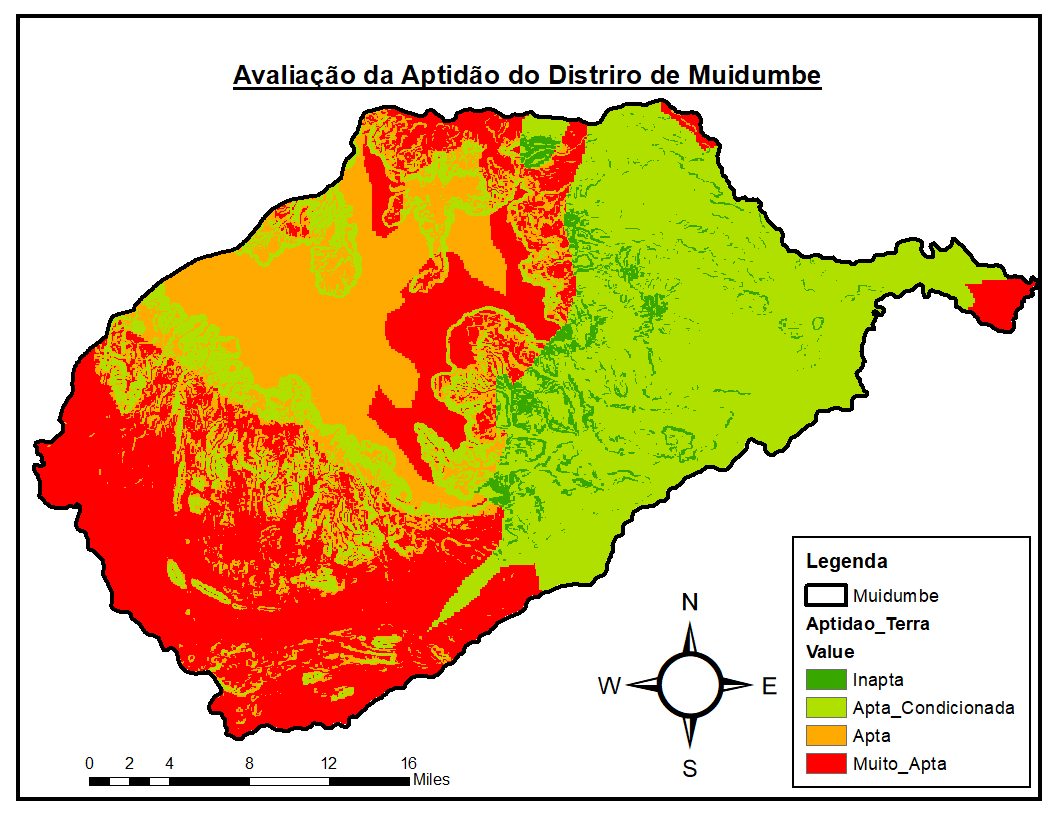 Avaliação da Aptidão do Distriro de Muidumbe
Legenda
Muidumbe
Aptidao_Terra
Value
Inapta
Apta_Condicionada
Apta
Muito_Apta
N
W E
S
0 2 4 8 12 16
Miles